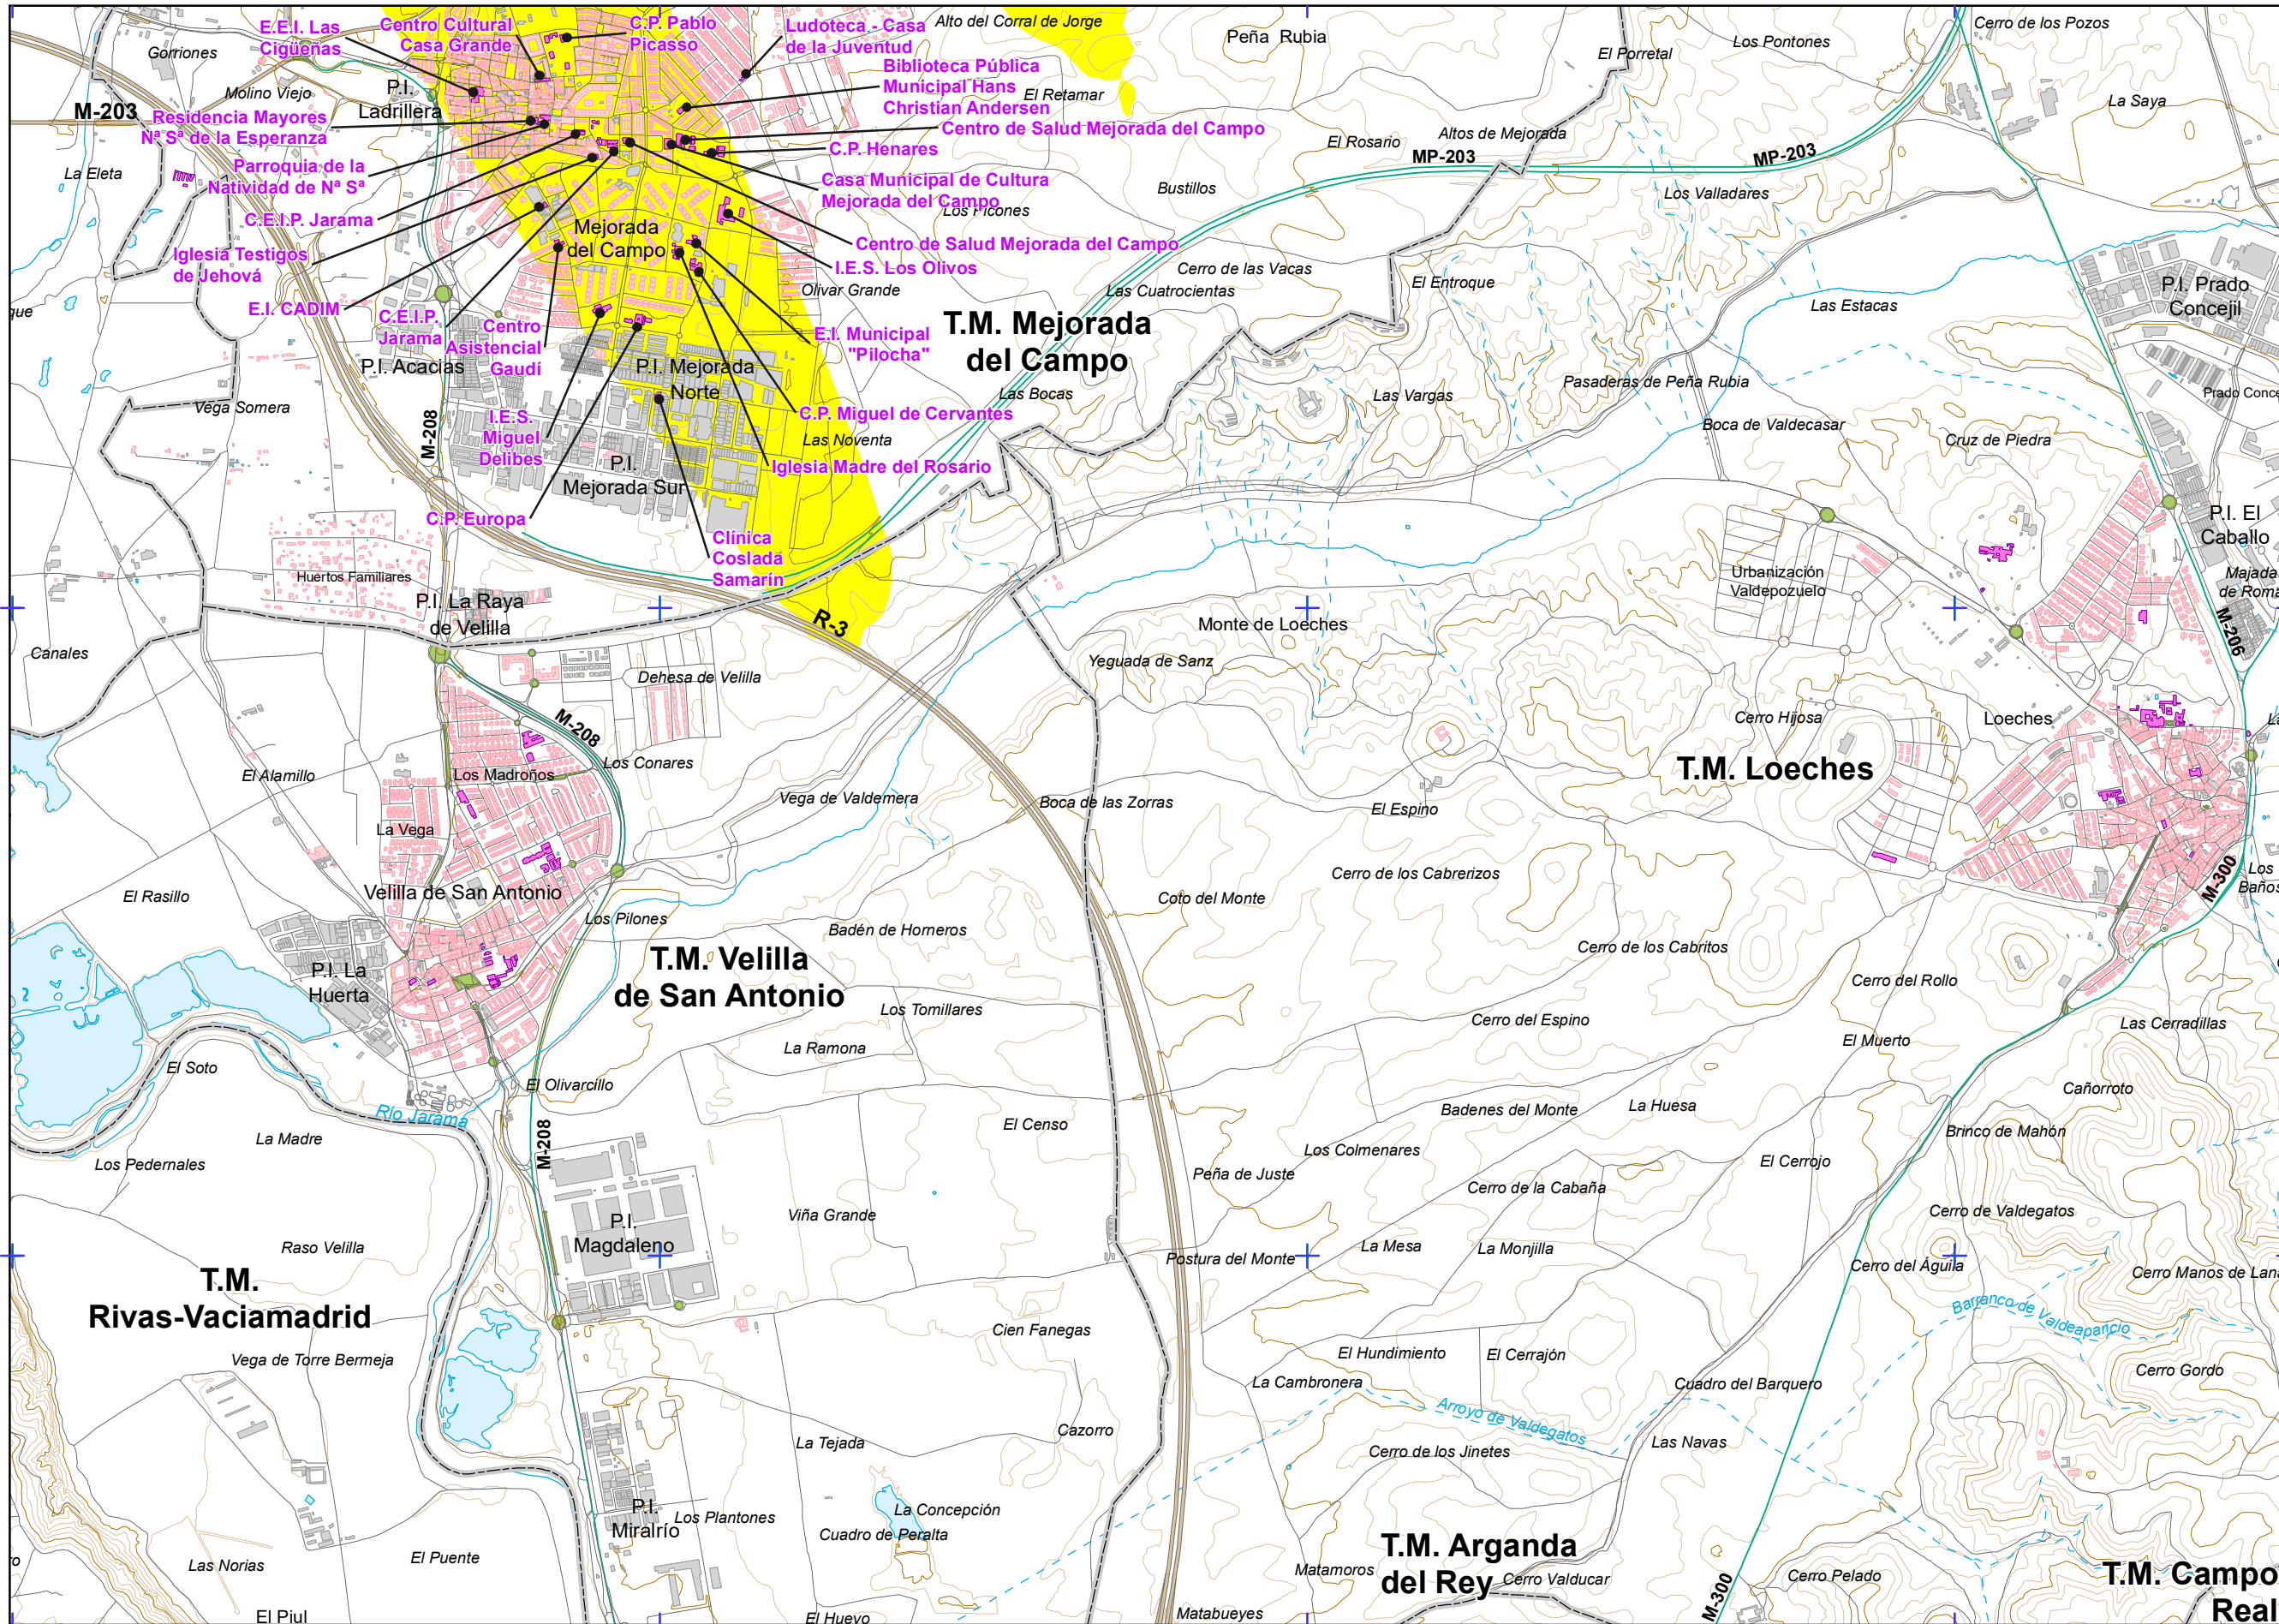 E.E.I. Las
Cigüeñas
Centro Cultural
Casa Grande
C.P. Pablo
Picasso
Ludoteca - Casa
de la Juventud
Alto del Corral de Jorge
Peña Rubia
El Porretal
Los Pontones
Cerro de los Pozos
Gorriones
Molino Viejo
P.I.
Ladrillera
M-203
Biblioteca Pública
Municipal Hans
Christian Andersen
El Retamar
La Saya
Residencia Mayores
Nª Sª de la Esperanza
Centro de Salud Mejorada del Campo
C.P. Henares
El Rosario
Altos de Mejorada
MP-203
MP-203
La Eleta
Parroquia de la
Natividad de Nª Sª
Casa Municipal de Cultura
Mejorada del Campo
Bustillos
Los Valladares
Los Picones
C.E.I.P. Jarama
Mejorada
del Campo
Centro de Salud Mejorada del Campo
I.E.S. Los Olivos
Iglesia Testigos
de Jehová
Cerro de las Vacas
Las Cuatrocientas
El Entroque
Las Estacas
P.I. Prado
Concejil
Olivar Grande
E.I. CADIM
C.E.I.P.
Jarama
Centro
Asistencial
Gaudí
que
T.M. Mejorada
del Campo
E.I. Municipal
"Pilocha"
P.I. Acacias
P.I. Mejorada
Norte
Las Bocas
Las Vargas
Pasaderas de Peña Rubia
Prado Conce
Vega Somera
M-208
I.E.S.
Miguel
Delibes
C.P. Miguel de Cervantes
Las Noventa
Boca de Valdecasar
Cruz de Piedra
P.I.
Mejorada Sur
Iglesia Madre del Rosario
C.P. Europa
Clínica
Coslada
Samarín
P.I. El
Caballo
Huertos Familiares
Urbanización
Valdepozuelo
Majada
de Roma
P.I. La Raya
de Velilla
R-3
Monte de Loeches
M-206
Canales
Yeguada de Sanz
Dehesa de Velilla
M-208
Cerro Hijosa
Loeches
Los Conares
El Alamillo
Los Madroños
T.M. Loeches
Vega de Valdemera
Boca de las Zorras
El Espino
La Vega
Cerro de los Cabrerizos
M-300
Los
Baños
El Rasillo
Velilla de San Antonio
Los Pilones
Coto del Monte
Badén de Horneros
Cerro de los Cabritos
T.M. Velilla
de San Antonio
P.I. La
Huerta
Cerro del Rollo
Los Tomillares
Cerro del Espino
Las Cerradillas
La Ramona
El Muerto
El Soto
El Olivarcillo
Cañorroto
Río Jarama
Badenes del Monte
La Huesa
El Censo
La Madre
M-208
Brinco de Mahón
Los Colmenares
Los Pedernales
Peña de Juste
El Cerrojo
Cerro de la Cabaña
Viña Grande
P.I.
Magdaleno
Cerro de Valdegatos
Raso Velilla
La Mesa
La Monjilla
Postura del Monte
Cerro del Águila
Cerro Manos de Lana
T.M.
Rivas-Vaciamadrid
Barranco de Valdeaparicio
Cien Fanegas
Vega de Torre Bermeja
El Hundimiento
El Cerrajón
Cerro Gordo
La Cambronera
Cuadro del Barquero
Arroyo de Valdegatos
Cazorro
La Tejada
Cerro de los Jinetes
Las Navas
P.I.
Miralrío
Los Plantones
La Concepción
Cuadro de Peralta
T.M. Arganda
del Rey
Las Norias
El Puente
Matamoros
Cerro Valducar
Cerro Pelado
T.M. Campo
Real
M-300
El Piul
El Huevo
Matabueyes